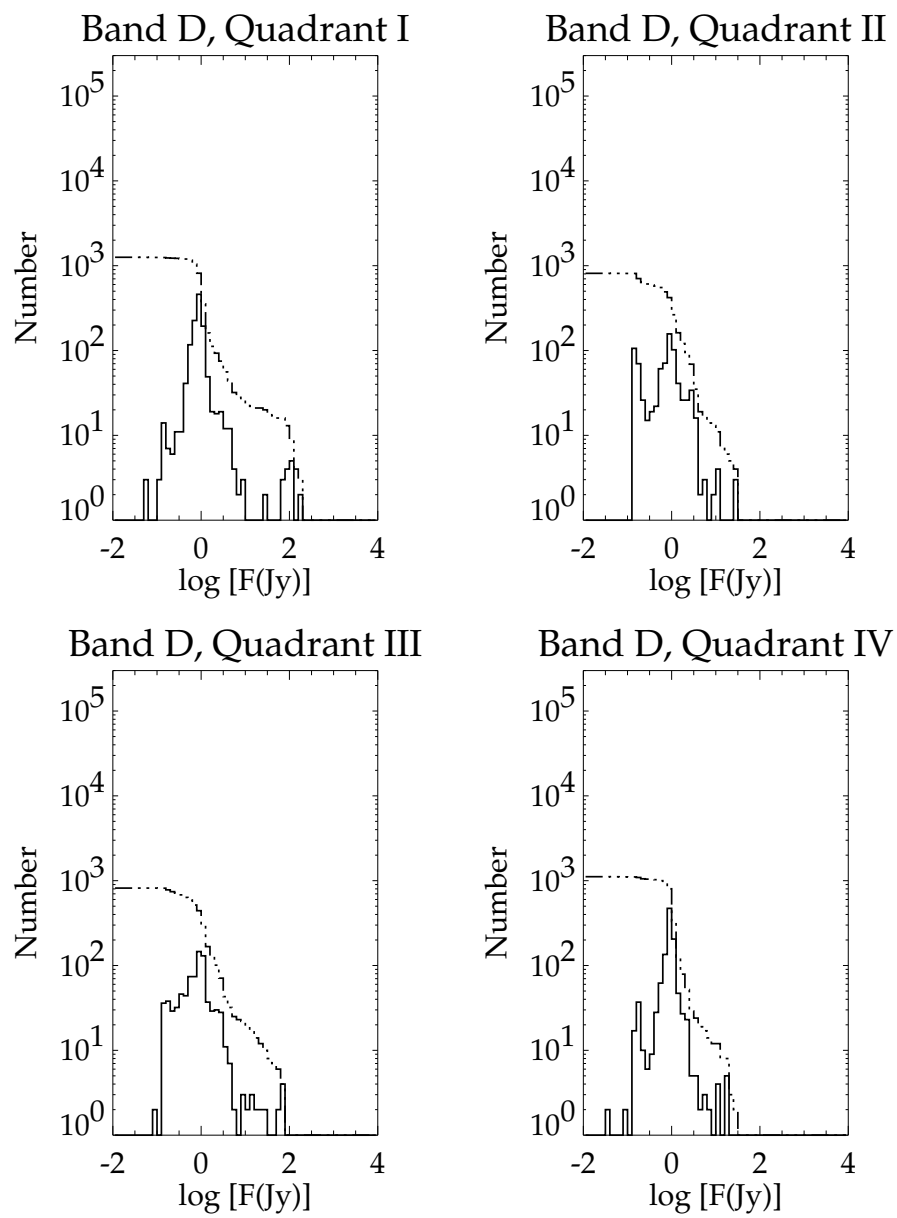 Band D, Quadrant I
10^5
10^4
10^3
10^2
10^1
10^0
Number
-2 0 2 4
log [F(Jy)]
Band D, Quadrant II
10^5
10^4
10^3
10^2
10^1
10^0
Number
-2 0 2 4
log [F(Jy)]
Band D, Quadrant III
10^5
10^4
10^3
10^2
10^1
10^0
Number
-2 0 2 4
log [F(Jy)]
Band D, Quadrant IV
10^5
10^4
10^3
10^2
10^1
10^0
Number
-2 0 2 4
log [F(Jy)]